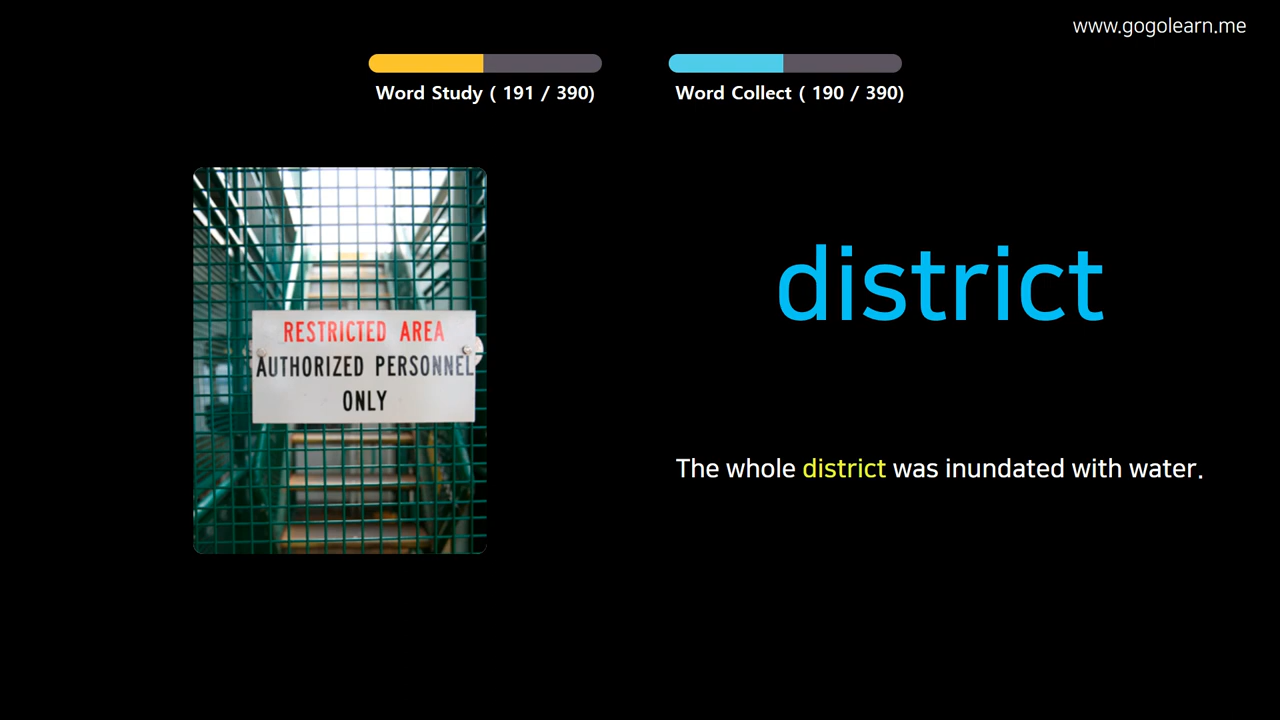 www.gogolearn.me
Word Study ( 191 / 390)
Word Collect ( 190 / 390)
RESTRICTED AREA
AUTHORIZED PERSONNEL
ONLY
district
The whole district was inundated with water.